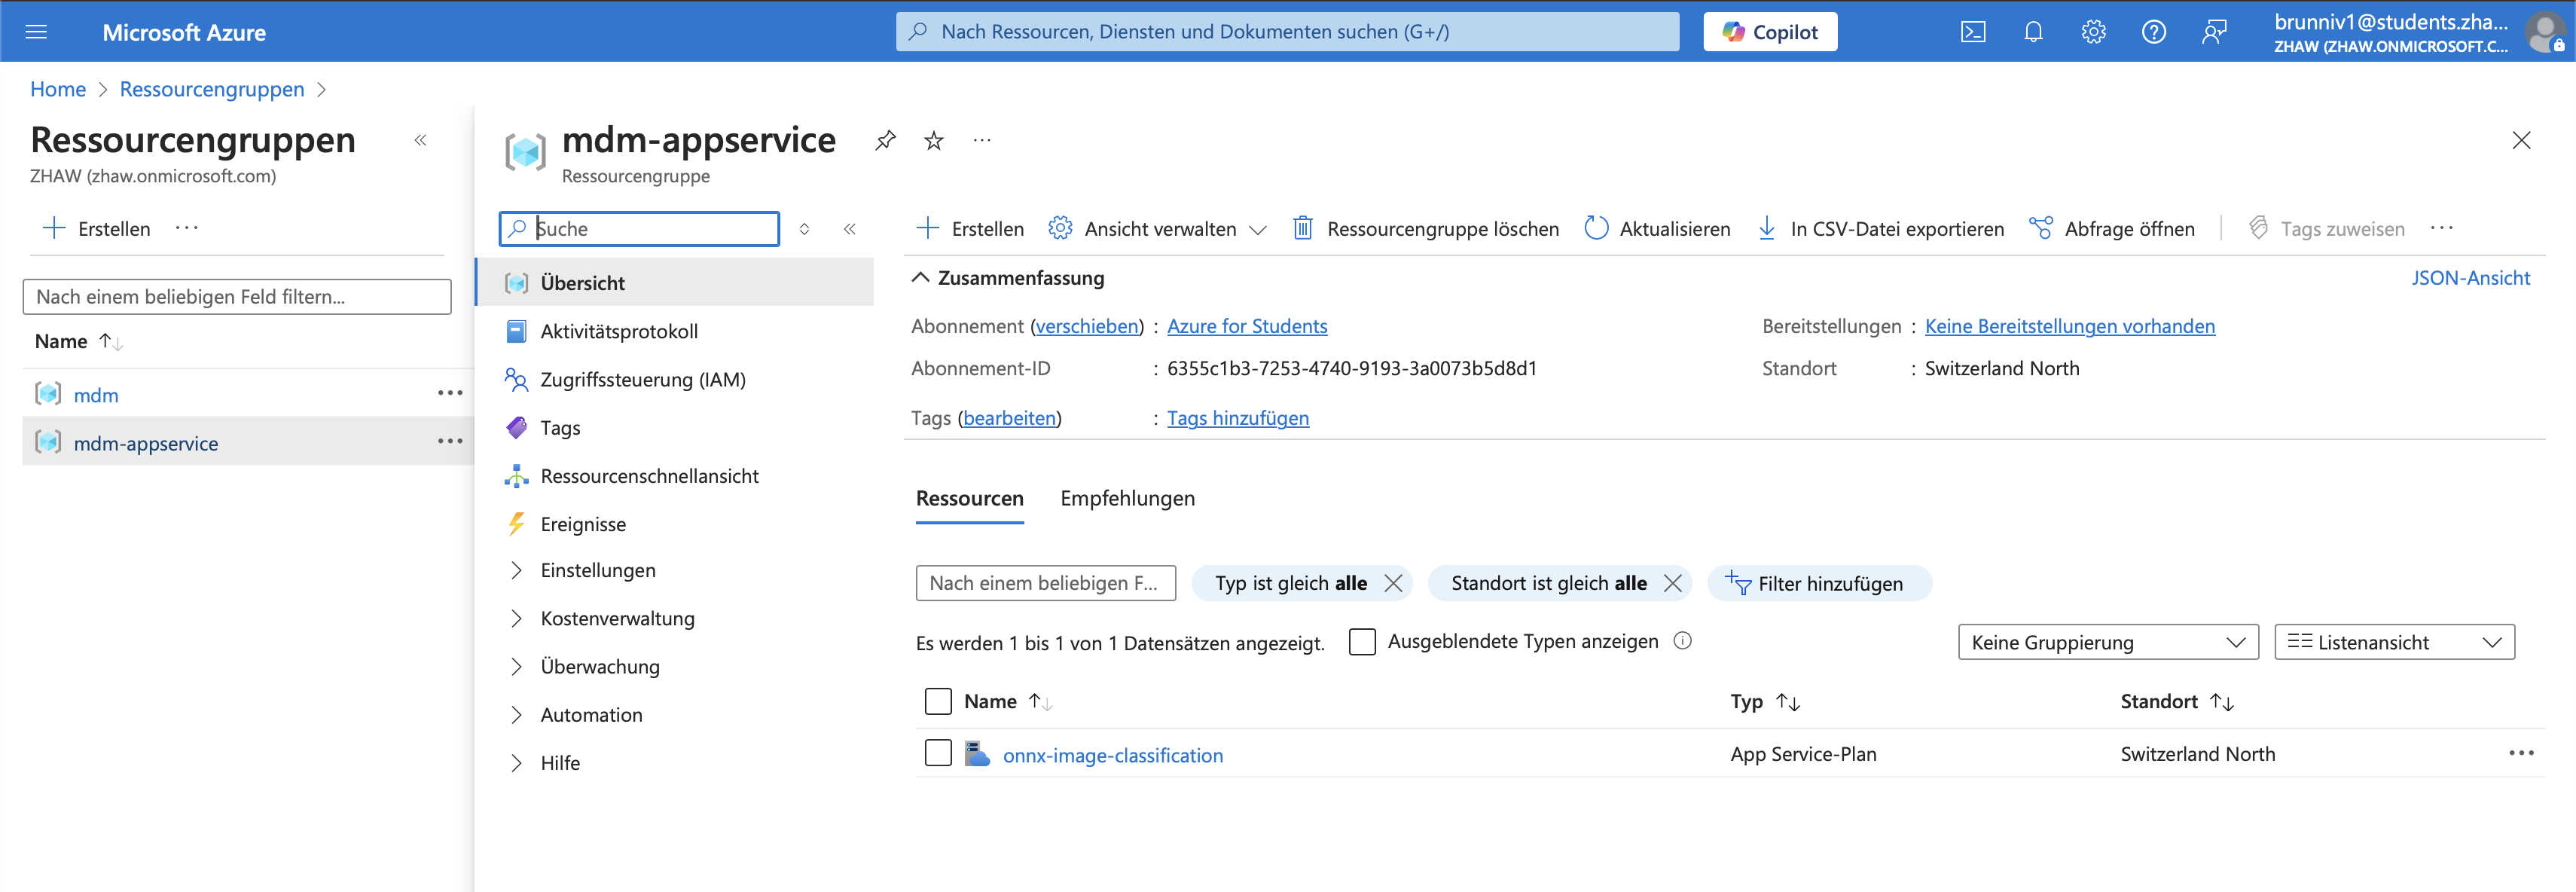 Microsoft Azure
Nach Ressourcen, Diensten und Dokumenten suchen (G+/)
Copilot
brunniv1@students.zha...
ZHAW (ZHAW.ONMICROSOFT.C...
Home > Ressourcengruppen >
Ressourcengruppen
ZHAW (zhaw.onmicrosoft.com)
Erstellen
Nach einem beliebigen Feld filtern...
Name
mdm
mdm-appservice
mdm-appservice
Ressourcengruppe
Suche
Übersicht
Aktivitätsprotokoll
Zugriffssteuerung (IAM)
Tags
Ressourcenschnellansicht
Ereignisse
Einstellungen
Kostenverwaltung
Überwachung
Automation
Hilfe
Erstellen Ansicht verwalten Ressourcengruppe löschen Aktualisieren In CSV-Datei exportieren Abfrage öffnen Tags zuweisen
Zusammenfassung JSON-Ansicht
Abonnement (verschieben) : Azure for Students
Abonnement-ID : 6355c1b3-7253-4740-9193-3a0073b5d8d1
Tags (bearbeiten) : Tags hinzufügen
Bereitstellungen : Keine Bereitstellungen vorhanden
Standort : Switzerland North
Ressourcen Empfehlungen
Nach einem beliebigen F... Typ ist gleich alle Standort ist gleich alle Filter hinzufügen
Es werden 1 bis 1 von 1 Datensätzen angezeigt. Ausgeblendete Typen anzeigen Keine Gruppierung Listenansicht
Name Typ Standort
onnx-image-classification App Service-Plan Switzerland North